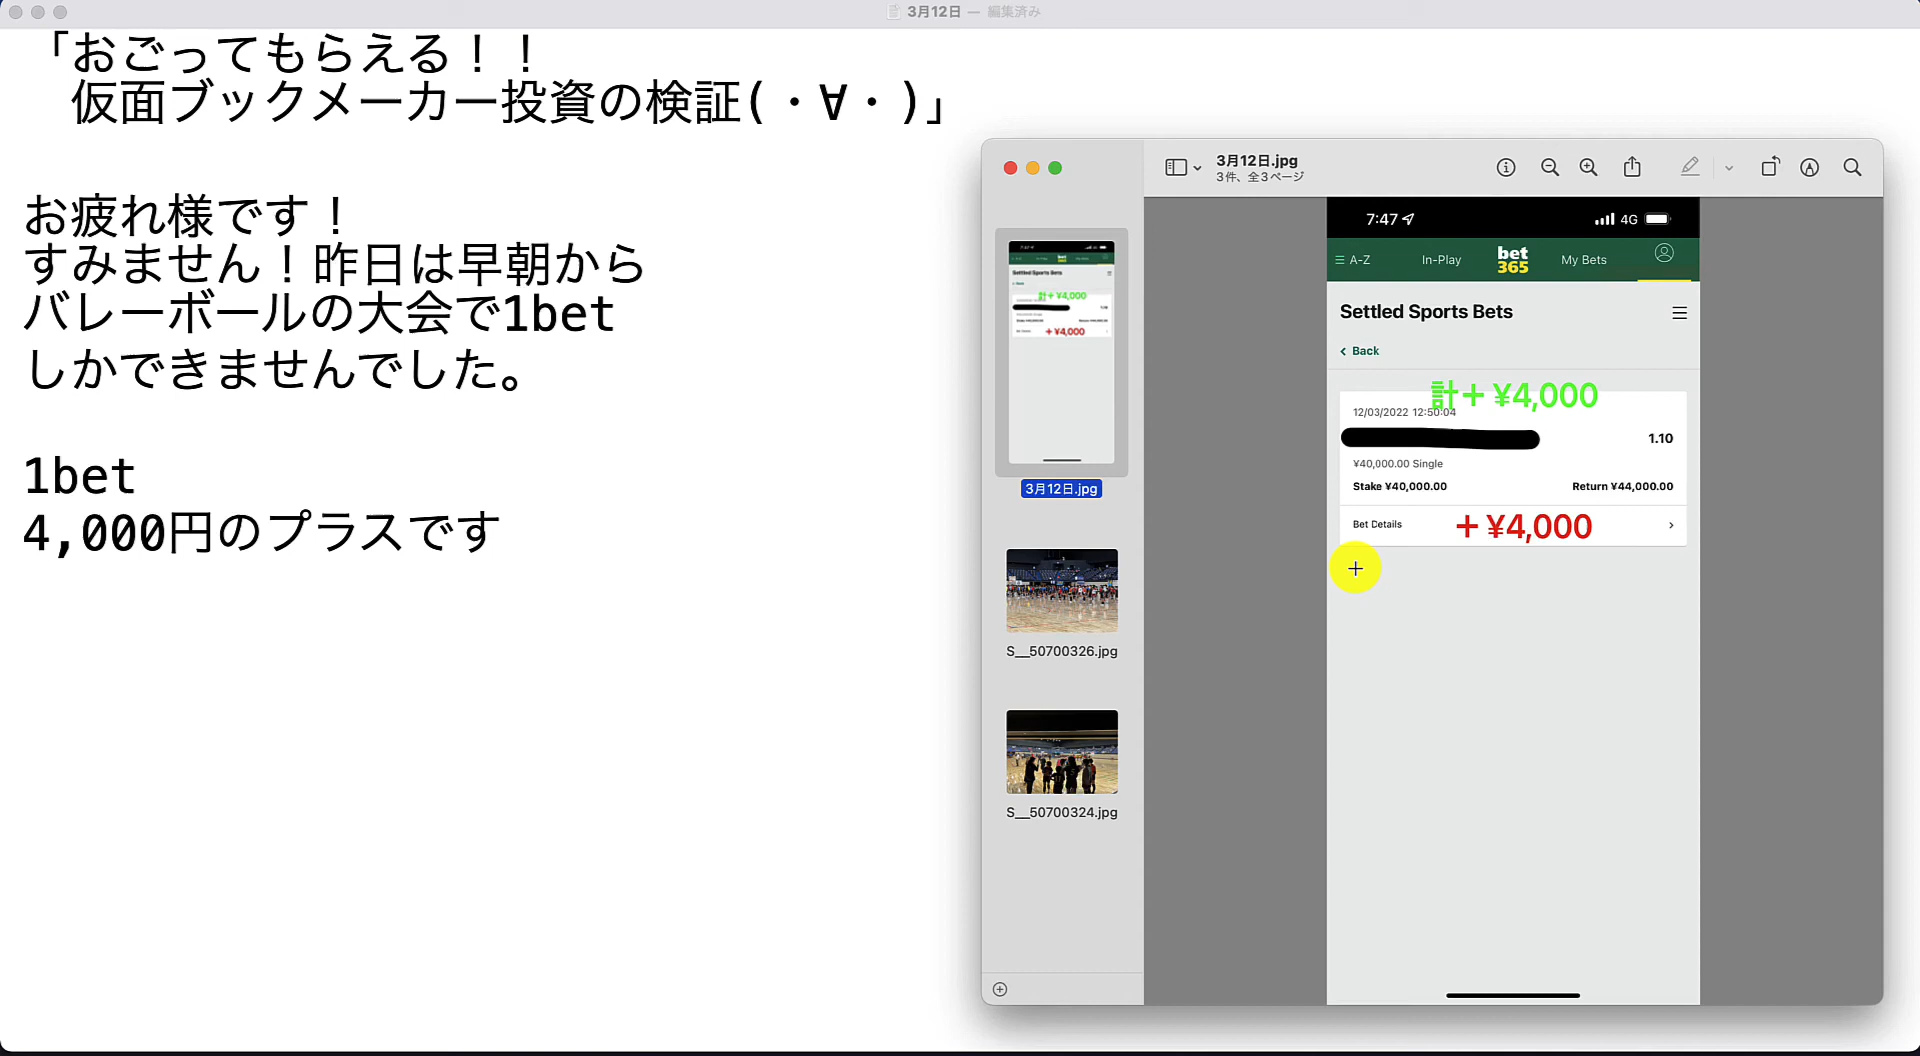 3月12日 — 編集済み
「おごってもらえる！！
仮面ブックメーカー投資の検証(・∀・)」
お疲れ様です！
すみません！昨日は早朝から
バレーボールの大会で1bet
しかできませんでした。
1bet
4,000円のプラスです
3月12日.jpg
3件、全3ページ
3月12日.jpg
S__50700326.jpg
S__50700324.jpg
7:47
4G
A-Z
In-Play
bet
365
My Bets
Settled Sports Bets
Back
計＋¥4,000
12/03/2022 12:50:04
1.10
¥40,000.00 Single
Stake ¥40,000.00
Return ¥44,000.00
Bet Details
＋¥4,000